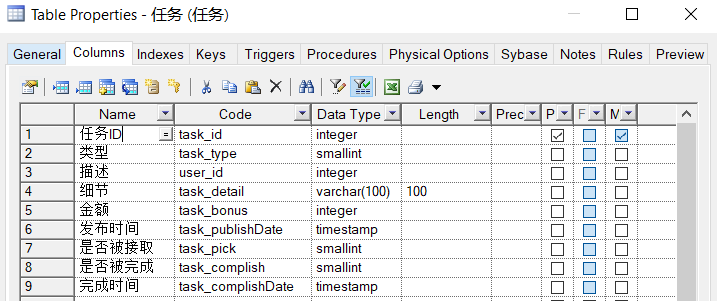 Table Properties - 任务 (任务)
General Columns Indexes Keys Triggers Procedures Physical Options Sybase Notes Rules Preview
Name Code Data Type Length Prec P F M
1 任务ID = task_id integer
2 类型 task_type smallint
3 描述 user_id integer
4 细节 task_detail varchar(100) 100
5 金额 task_bonus integer
6 发布时间 task_publishDate timestamp
7 是否被接取 task_pick smallint
8 是否被完成 task_complish smallint
9 完成时间 task_complishDate timestamp